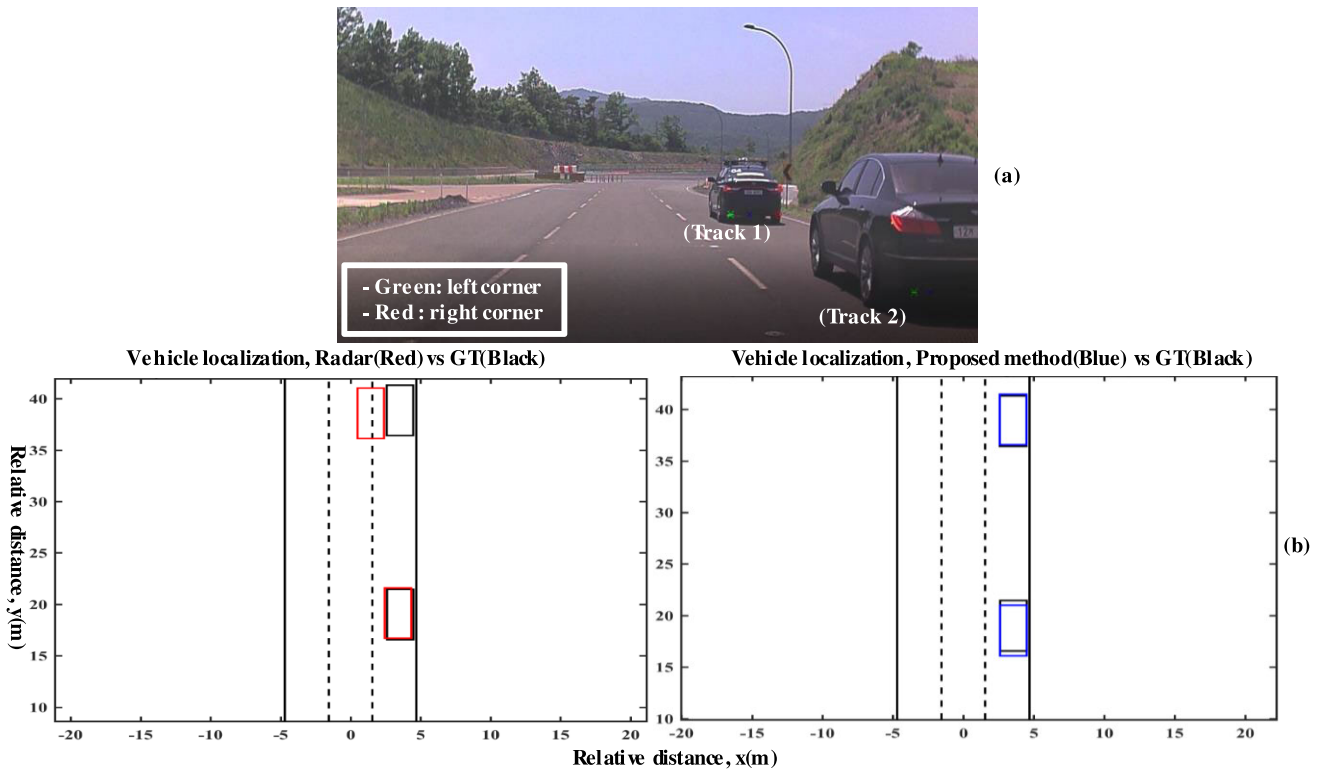 (a)
(Track 1)
- Green: left corner
- Red : right corner
(Track 2)
Vehicle localization, Radar(Red) vs GT(Black)
Vehicle localization, Proposed method(Blue) vs GT(Black)
Relative distance, y(m)
40
35
30
25
20
15
10
-20 -15 -10 -5 0 5 10 15 20
40
35
30
25
20
15
10
-20 -15 -10 -5 0 5 10 15 20
(b)
Relative distance, x(m)